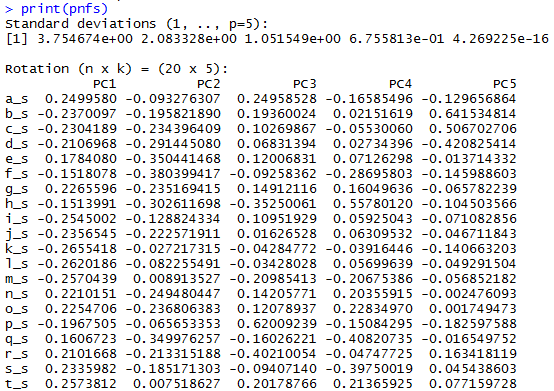 > print(pnfs)
Standard deviations (1, .., p=5):
[1] 3.754674e+00 2.083328e+00 1.051549e+00 6.755813e-01 4.269225e-16
Rotation (n x k) = (20 x 5):
PC1 PC2 PC3 PC4 PC5
a_s 0.2499580 -0.093276307 0.24958528 -0.16585496 -0.129656864
b_s -0.2370097 -0.195821890 0.19360024 0.02151619 0.641534814
c_s -0.2304189 -0.234396409 0.10269867 -0.05530060 0.506702706
d_s -0.2106968 -0.291445080 0.06831394 0.02734396 -0.420825414
e_s 0.1784080 -0.350441468 0.12006831 0.07126298 -0.013714332
f_s -0.1518078 -0.380399417 -0.09258362 -0.28695803 -0.145988603
g_s 0.2265596 -0.235169415 0.14912116 0.16049636 -0.065782239
h_s -0.1513991 -0.302611698 -0.35250061 0.55780120 -0.104503566
i_s -0.2545002 -0.128824334 0.10951929 0.05925043 -0.071082856
j_s -0.2356545 -0.222571911 0.01626528 0.06309532 -0.046711843
k_s -0.2655418 -0.027217315 -0.04284772 -0.03916446 -0.140663203
l_s -0.2620186 -0.082255491 -0.03428028 0.05699639 -0.049291504
m_s -0.2570439 0.008913527 -0.20985413 -0.20675386 -0.056852182
n_s 0.2210151 -0.249480447 0.14205771 0.20355915 -0.002476093
o_s 0.2254706 -0.236806383 0.12078937 0.22834970 0.001749473
p_s -0.1967505 -0.065653353 0.62009239 -0.15084295 -0.182597588
q_s 0.1606723 -0.349976257 -0.16026221 -0.40820735 -0.016549752
r_s 0.2101668 -0.213315188 -0.40210054 -0.04747725 0.163418119
s_s 0.2335982 -0.185171303 -0.09407140 -0.39750019 0.045438603
t_s 0.2573812 0.007518627 0.20178766 0.21365925 0.077159728